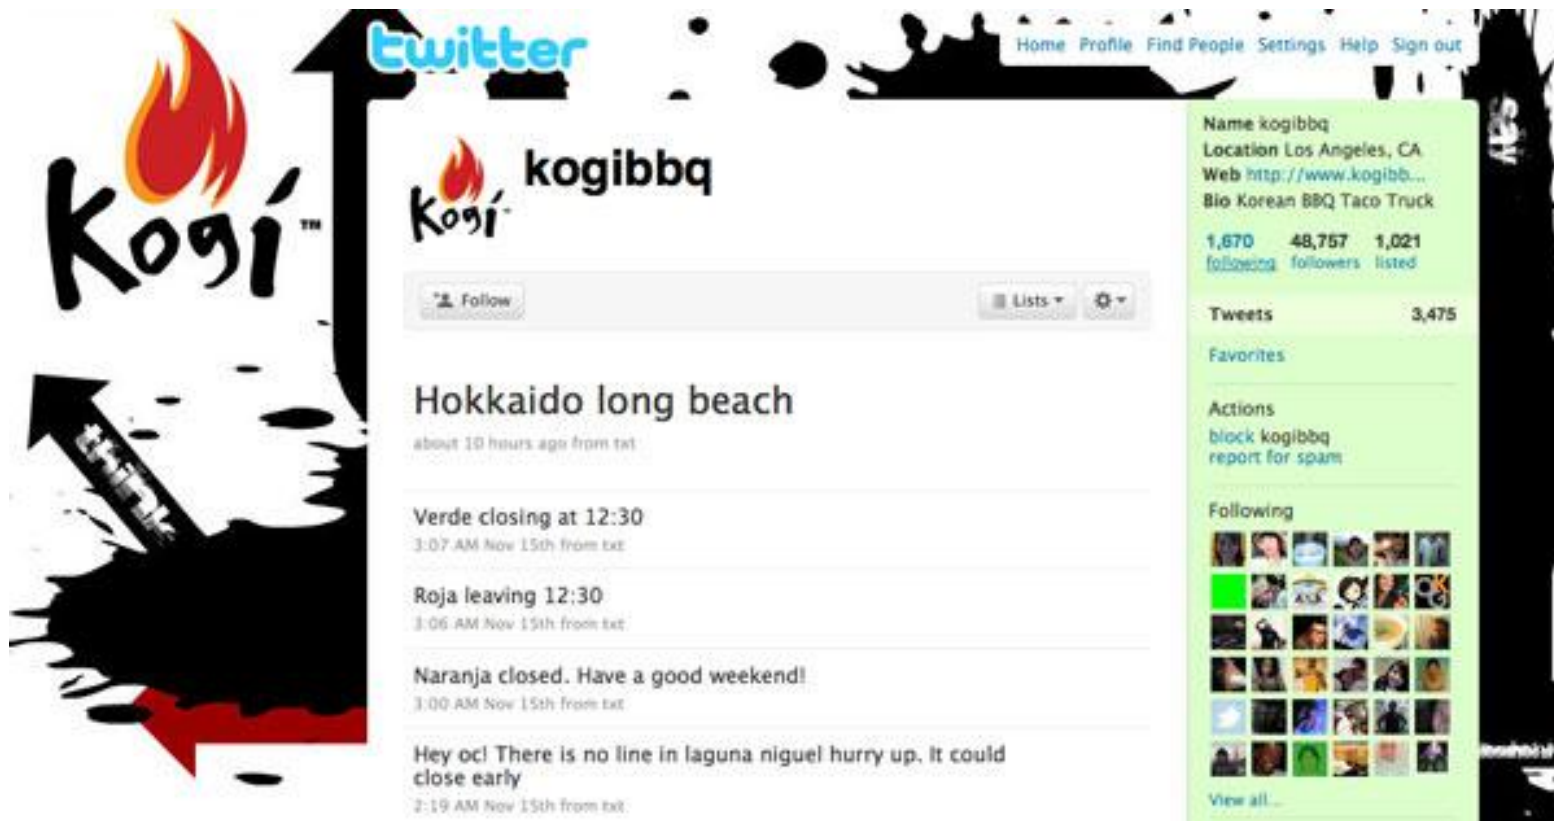 twitter
Home Profile Find People Settings Help Sign out
Kogí™
Kogí
kogibbq
Follow
Lists
Hokkaido long beach
about 10 hours ago from txt
Verde closing at 12:30
3:07 AM Nov 15th from txt
Roja leaving 12:30
3:06 AM Nov 15th from txt
Naranja closed. Have a good weekend!
3:00 AM Nov 15th from txt
Hey oc! There is no line in laguna niguel hurry up. It could
close early
2:19 AM Nov 15th from txt
Name kogibbq
Location Los Angeles, CA
Web http://www.kogibb...
Bio Korean BBQ Taco Truck
1,670 48,757 1,021
following followers listed
Tweets 3,475
Favorites
Actions
block kogibbq
report for spam
Following
View all...
think